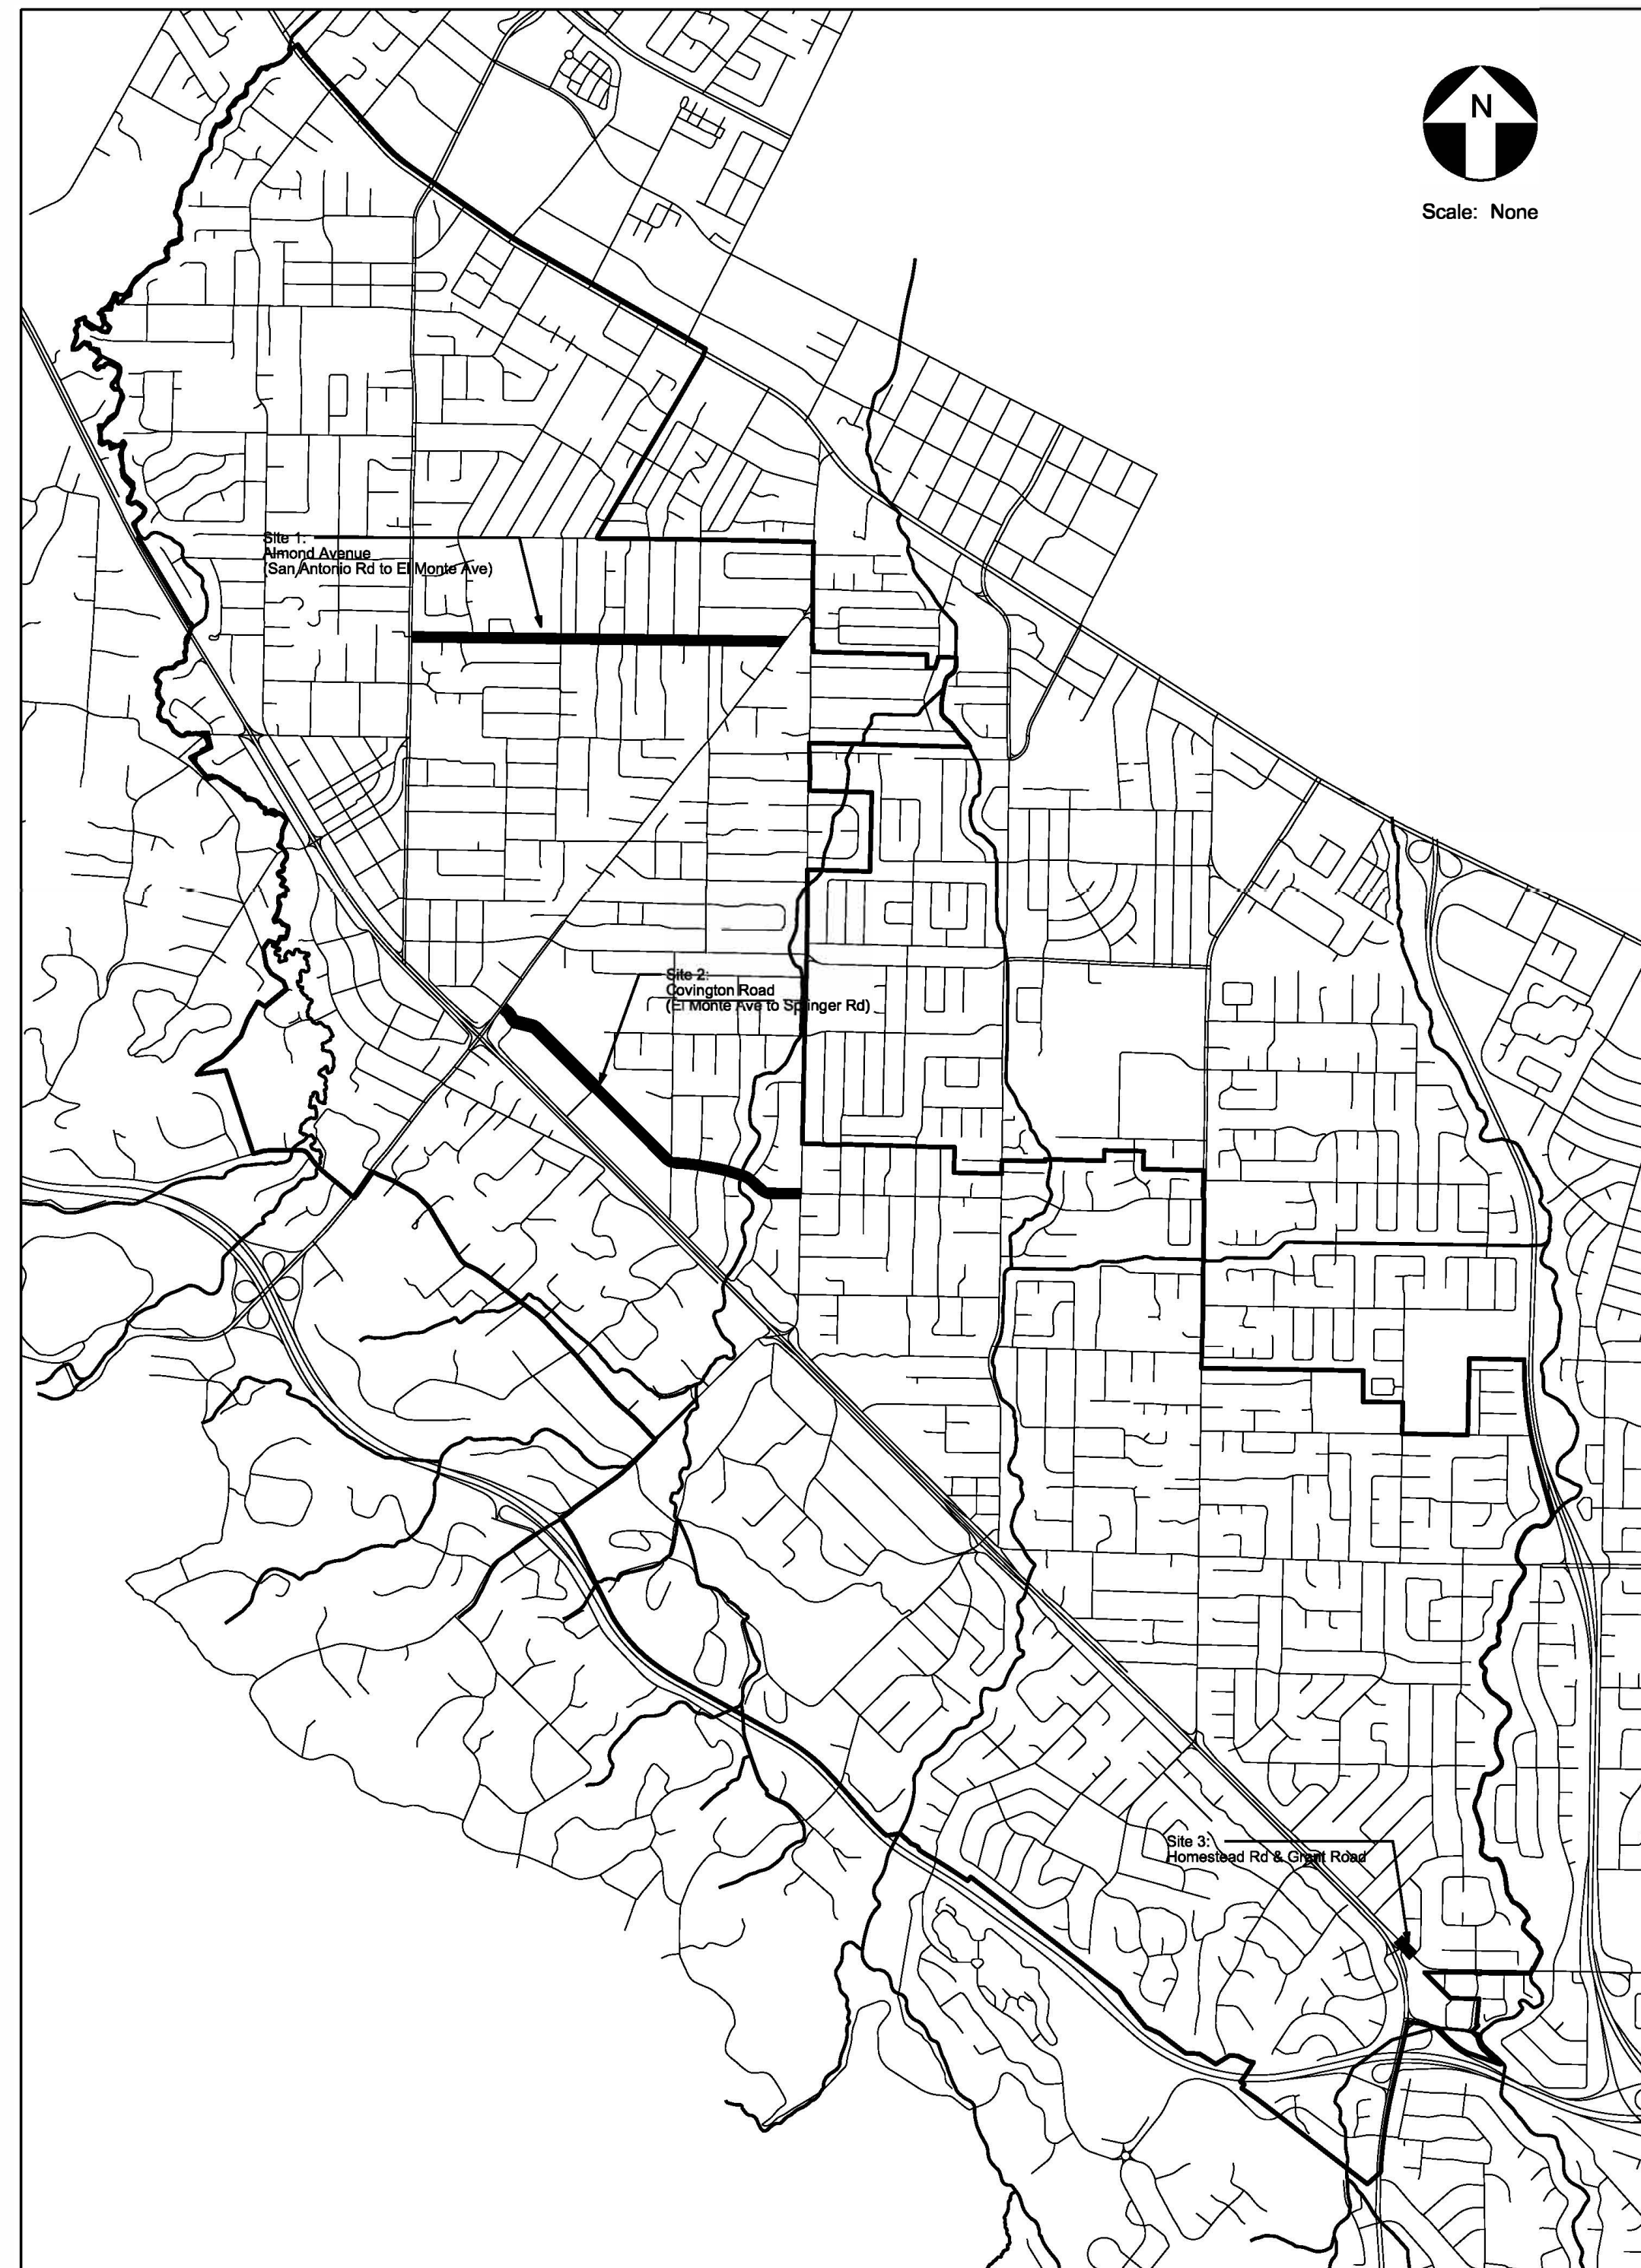 N
Scale: None
Site 1:
Almond Avenue
(San Antonio Rd to El Monte Ave)
Site 2:
Covington Road
(El Monte Ave to Springer Rd)
Site 3:
Homestead Rd & Grant Road